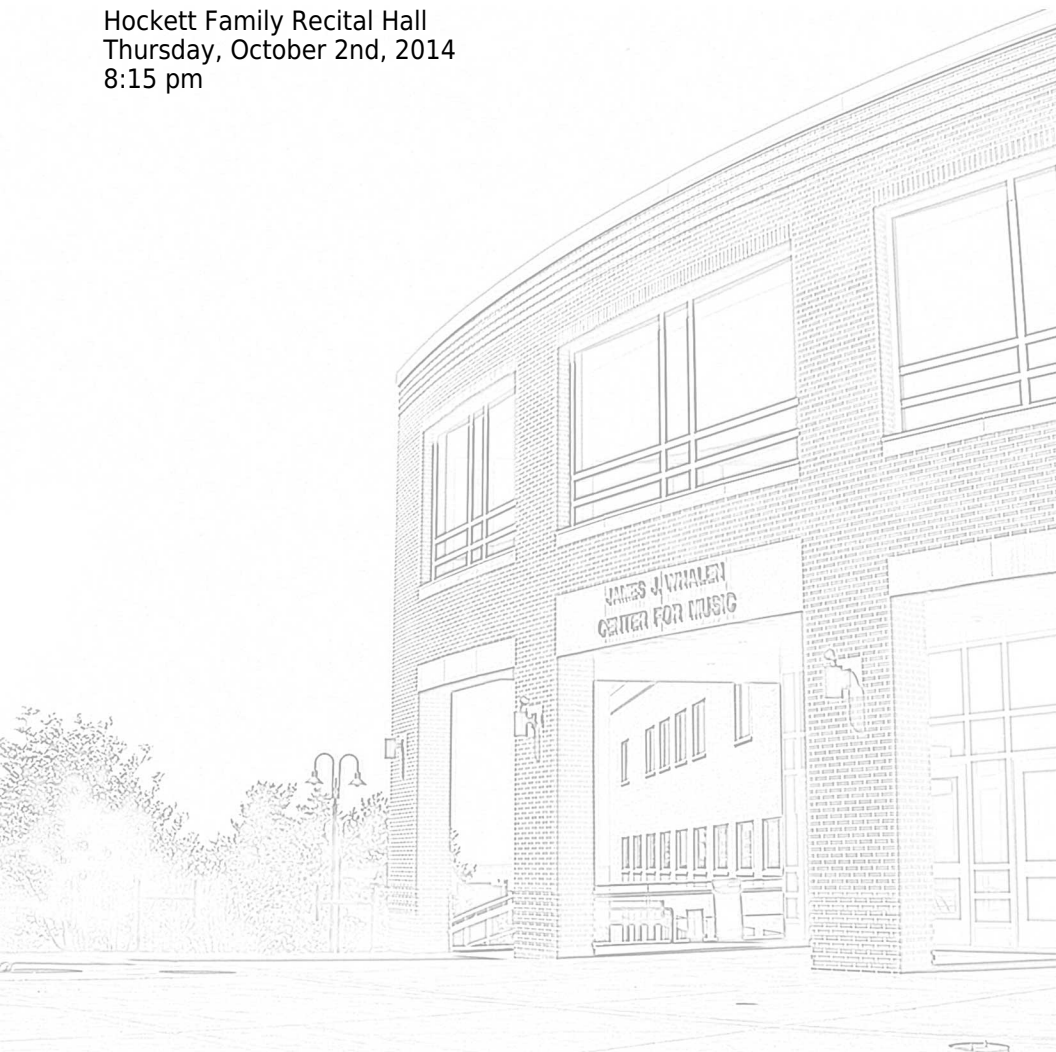 Hockett Family Recital Hall
Thursday, October 2nd, 2014
8:15 pm
JAMES J. WHALEN
CENTER FOR MUSIC